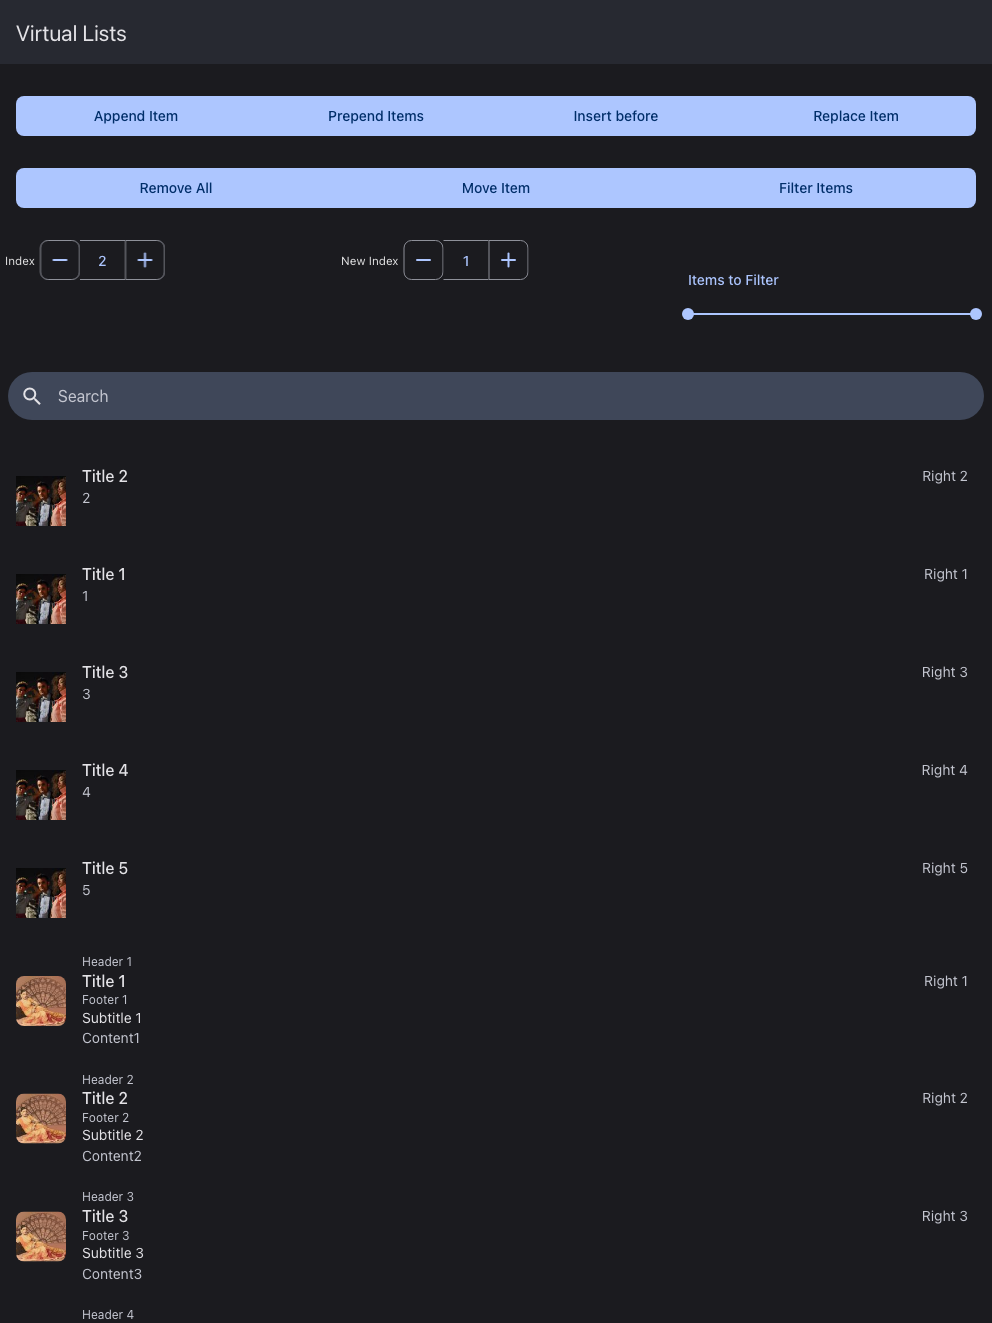 Virtual Lists
Append Item Prepend Items Insert before Replace Item
Remove All Move Item Filter Items
Index 2 New Index 1
Items to Filter
Search
Title 2 Right 2
2
Title 1 Right 1
1
Title 3 Right 3
3
Title 4 Right 4
4
Title 5 Right 5
5
Header 1
Title 1 Right 1
Footer 1
Subtitle 1
Content1
Header 2
Title 2 Right 2
Footer 2
Subtitle 2
Content2
Header 3
Title 3 Right 3
Footer 3
Subtitle 3
Content3
Header 4